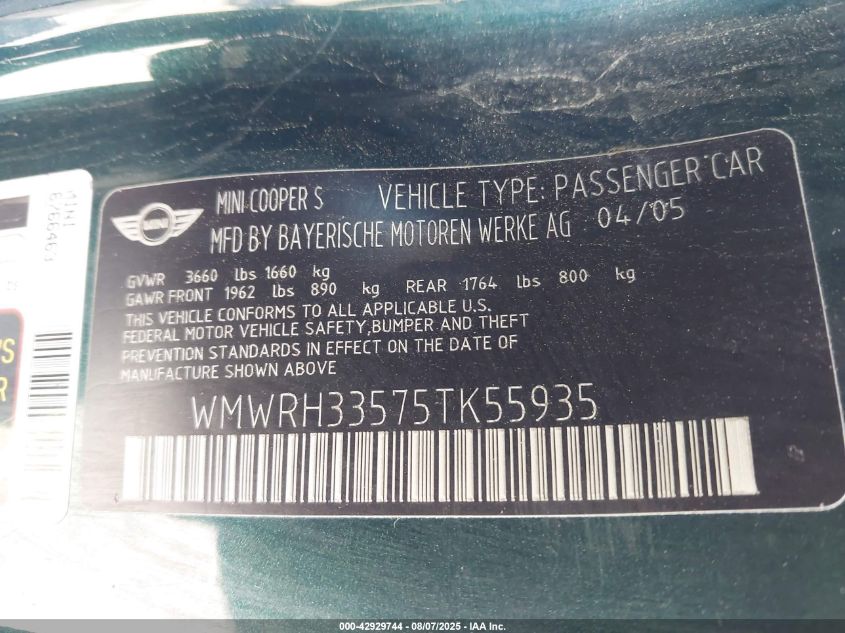 MINI COOPER S VEHICLE TYPE: PASSENGER CAR
MFD BY BAYERISCHE MOTOREN WERKE AG 04/05
MINI
GVWR 3660 lbs 1660 kg
GAWR FRONT 1962 lbs 890 kg REAR 1764 lbs 800 kg
THIS VEHICLE CONFORMS TO ALL APPLICABLE U.S.
FEDERAL MOTOR VEHICLE SAFETY,BUMPER AND THEFT
PREVENTION STANDARDS IN EFFECT ON THE DATE OF
MANUFACTURE SHOWN ABOVE
WMWRH33575TK55935
MINI
6766463
000-42929744 - 08/07/2025 - IAA Inc.